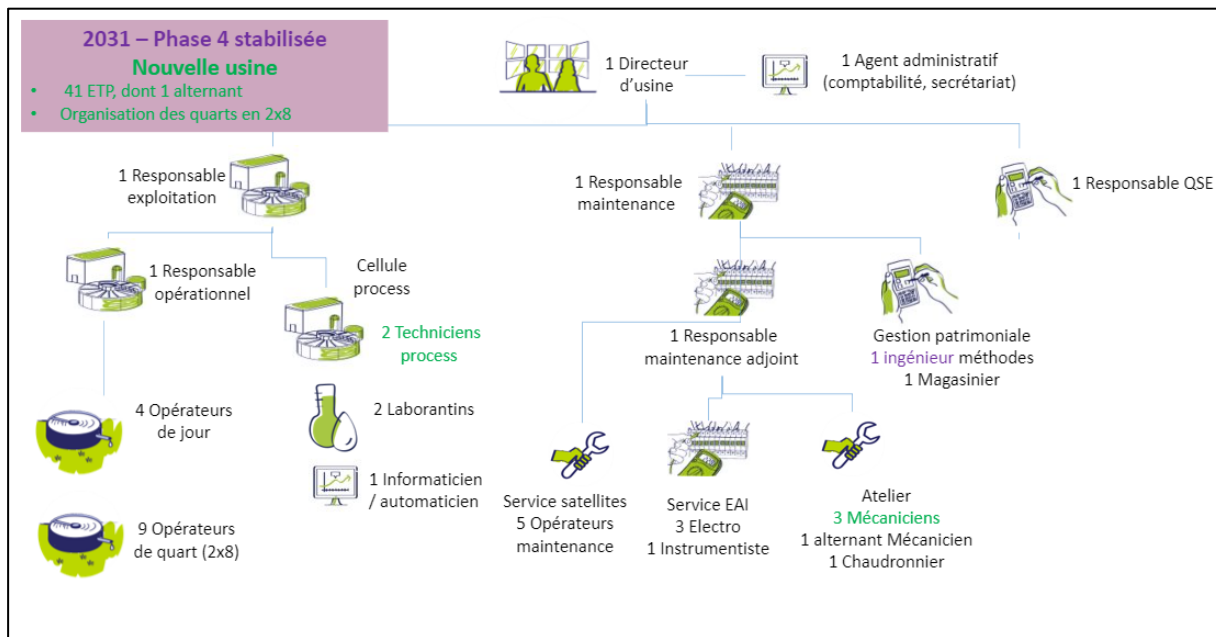 2031 – Phase 4 stabilisée
Nouvelle usine
• 41 ETP, dont 1 alternant
• Organisation des quarts en 2x8
1 Directeur
d'usine
1 Agent administratif
(comptabilité, secrétariat)
1 Responsable
exploitation
1 Responsable
maintenance
1 Responsable QSE
1 Responsable
opérationnel
Cellule
process
2 Techniciens
process
1 Responsable
maintenance adjoint
Gestion patrimoniale
1 ingénieur méthodes
1 Magasinier
4 Opérateurs
de jour
2 Laborantins
1 Informaticien
/ automaticien
9 Opérateurs
de quart (2x8)
Service satellites
5 Opérateurs
maintenance
Service EAI
3 Electro
1 Instrumentiste
Atelier
3 Mécaniciens
1 alternant Mécanicien
1 Chaudronnier